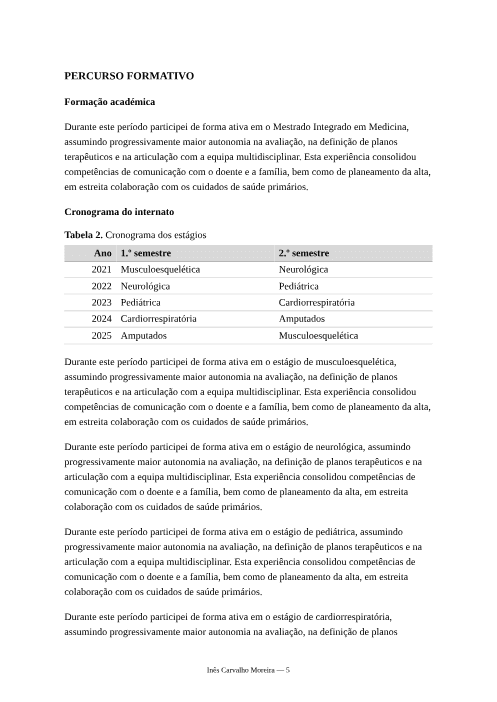 PERCURSO FORMATIVO
Formação académica
Durante este período participei de forma ativa em o Mestrado Integrado em Medicina,
assumindo progressivamente maior autonomia na avaliação, na definição de planos
terapêuticos e na articulação com a equipa multidisciplinar. Esta experiência consolidou
competências de comunicação com o doente e a família, bem como de planeamento da alta,
em estreita colaboração com os cuidados de saúde primários.
Cronograma do internato
Tabela 2. Cronograma dos estágios
Ano 1.º semestre 2.º semestre
2021 Musculoesquelética Neurológica
2022 Neurológica Pediátrica
2023 Pediátrica Cardiorrespiratória
2024 Cardiorrespiratória Amputados
2025 Amputados Musculoesquelética
Durante este período participei de forma ativa em o estágio de musculoesquelética,
assumindo progressivamente maior autonomia na avaliação, na definição de planos
terapêuticos e na articulação com a equipa multidisciplinar. Esta experiência consolidou
competências de comunicação com o doente e a família, bem como de planeamento da alta,
em estreita colaboração com os cuidados de saúde primários.
Durante este período participei de forma ativa em o estágio de neurológica, assumindo
progressivamente maior autonomia na avaliação, na definição de planos terapêuticos e na
articulação com a equipa multidisciplinar. Esta experiência consolidou competências de
comunicação com o doente e a família, bem como de planeamento da alta, em estreita
colaboração com os cuidados de saúde primários.
Durante este período participei de forma ativa em o estágio de pediátrica, assumindo
progressivamente maior autonomia na avaliação, na definição de planos terapêuticos e na
articulação com a equipa multidisciplinar. Esta experiência consolidou competências de
comunicação com o doente e a família, bem como de planeamento da alta, em estreita
colaboração com os cuidados de saúde primários.
Durante este período participei de forma ativa em o estágio de cardiorrespiratória,
assumindo progressivamente maior autonomia na avaliação, na definição de planos
Inês Carvalho Moreira — 5